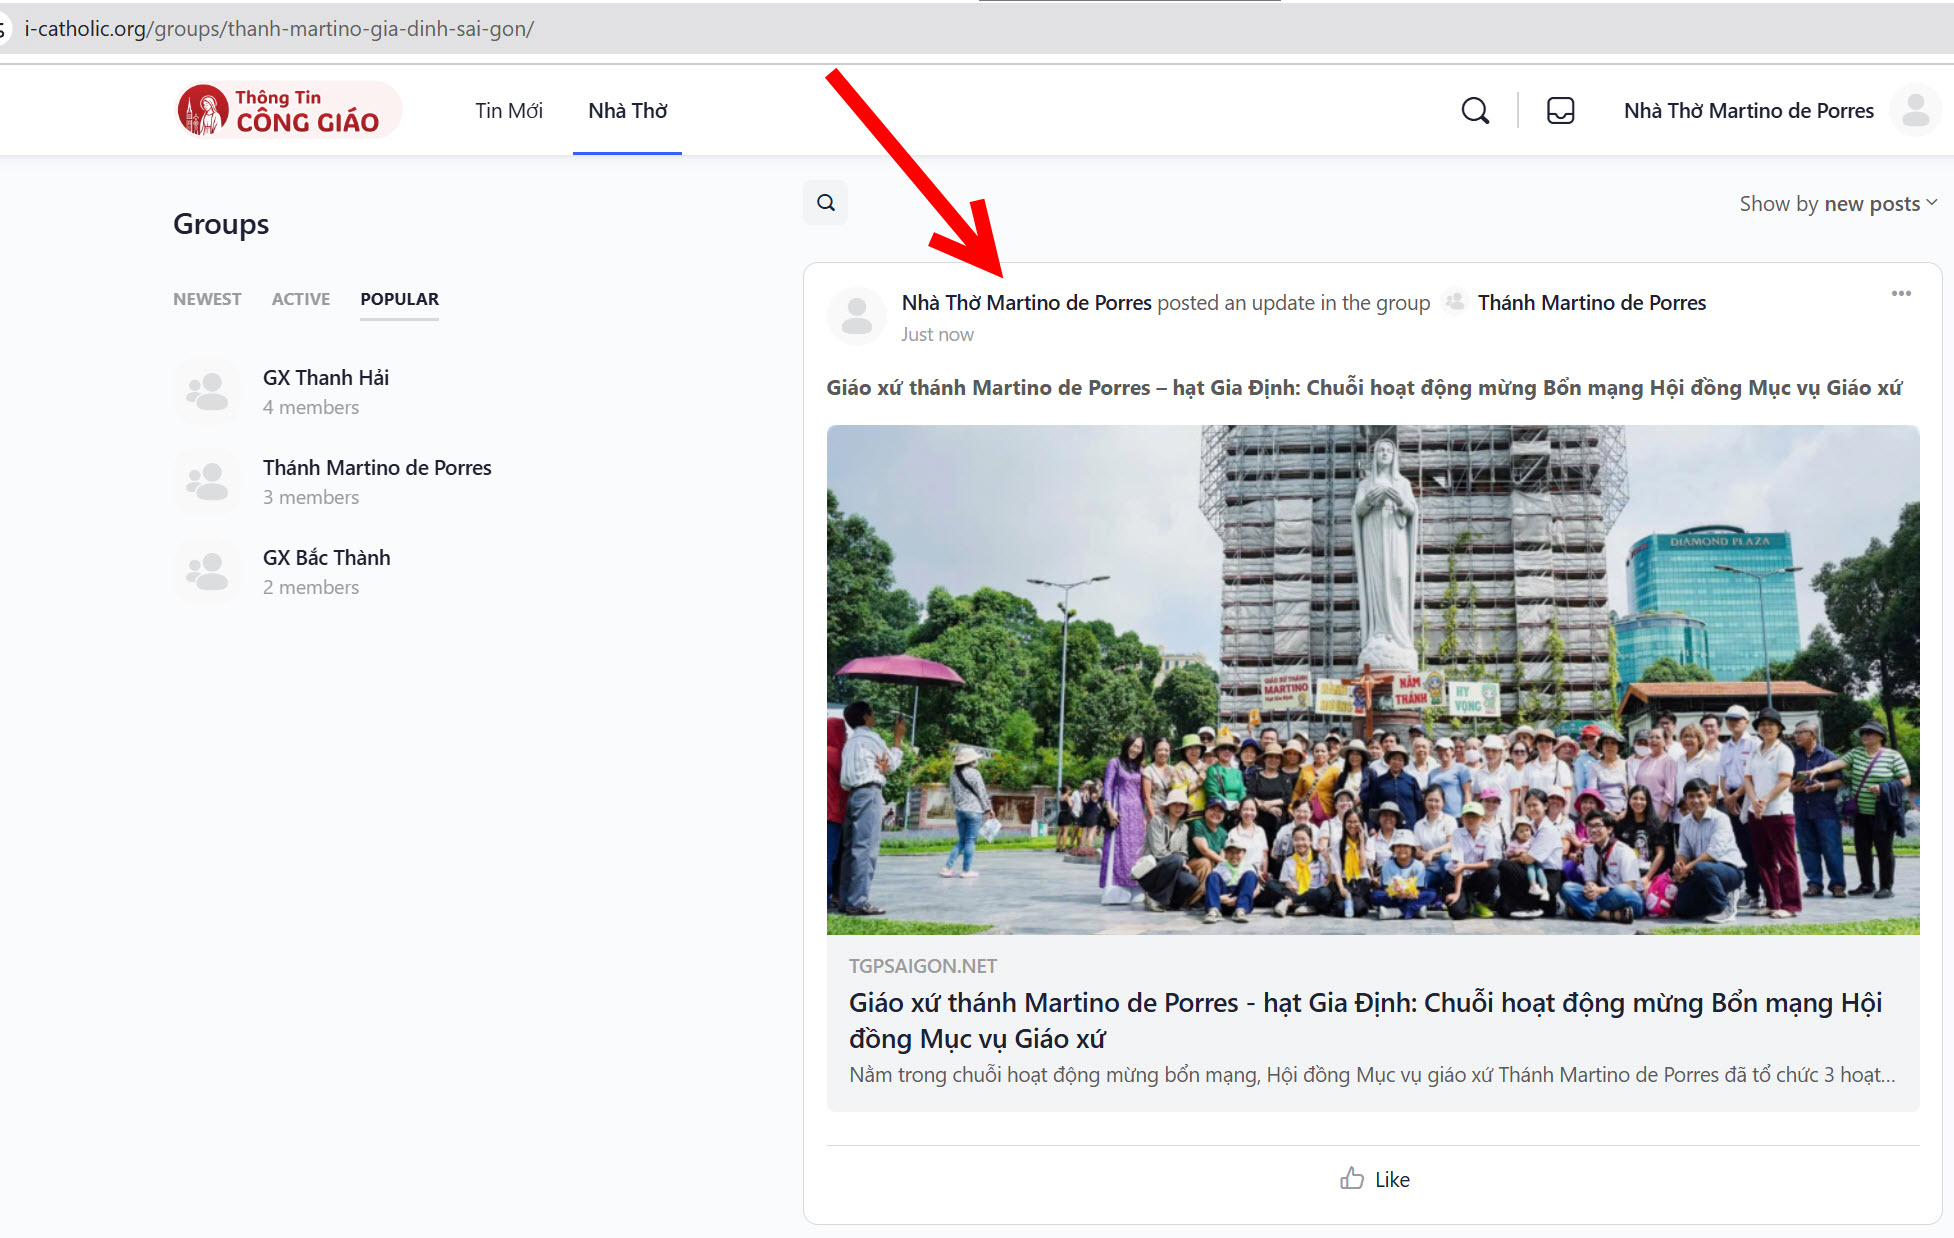 i-catholic.org/groups/thanh-martino-gia-dinh-sai-gon/
Thông Tin
CÔNG GIÁO
Tin Mới
Nhà Thờ
Nhà Thờ Martino de Porres
Groups
NEWEST
ACTIVE
POPULAR
GX Thanh Hải
4 members
Thánh Martino de Porres
3 members
GX Bắc Thành
2 members
Show by new posts
Nhà Thờ Martino de Porres posted an update in the group Thánh Martino de Porres
Just now
Giáo xứ thánh Martino de Porres – hạt Gia Định: Chuỗi hoạt động mừng Bổn mạng Hội đồng Mục vụ Giáo xứ
DIAMOND PLAZA
GIÁO XỨ THÁNH
MARTINO
NĂM
THÁNH
HY
VỌNG
TGPSAIGON.NET
Giáo xứ thánh Martino de Porres - hạt Gia Định: Chuỗi hoạt động mừng Bổn mạng Hội
đồng Mục vụ Giáo xứ
Nằm trong chuỗi hoạt động mừng bổn mạng, Hội đồng Mục vụ giáo xứ Thánh Martino de Porres đã tổ chức 3 hoạt...
Like